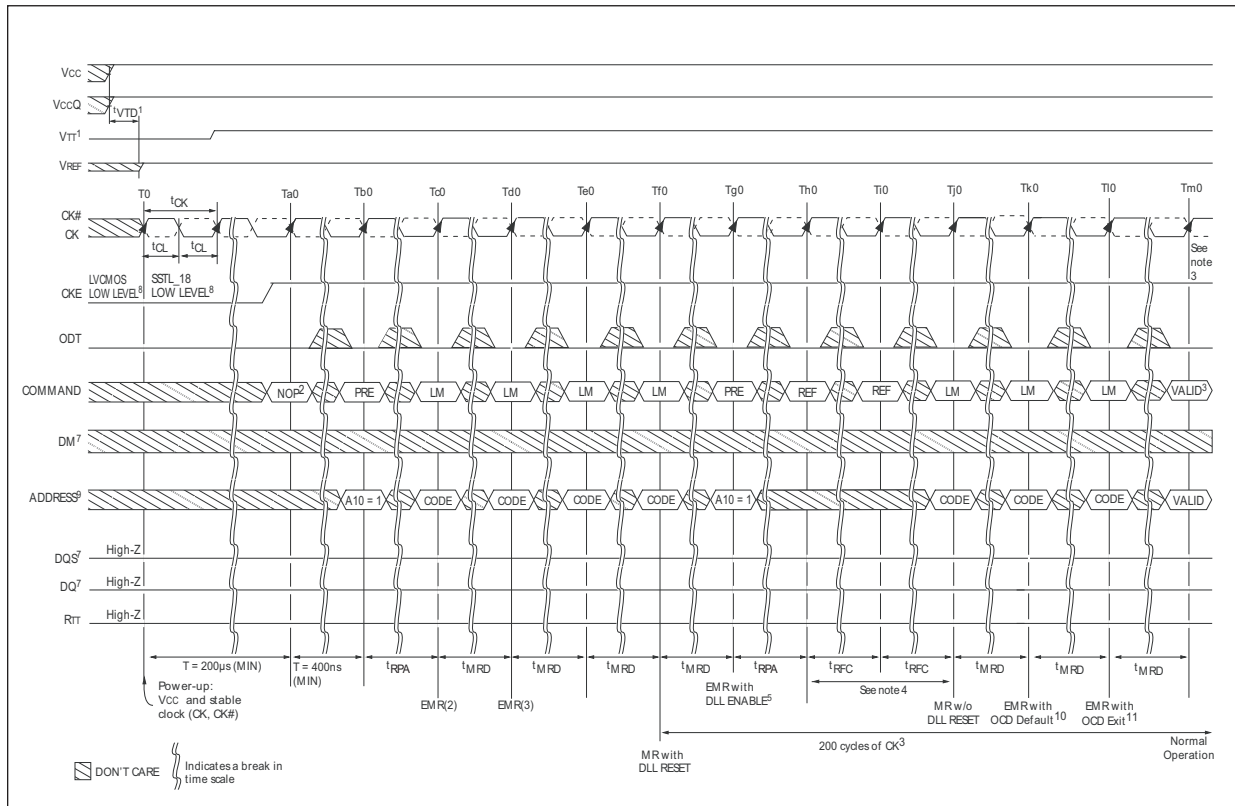 VCC
VCCQ
tVTD1
VTT1
VREF
T0 Ta0 Tb0 Tc0 Td0 Te0 Tf0 Tg0 Th0 Ti0 Tj0 Tk0 Tl0 Tm0
tCK
CK#
CK
tCL tCL
See
note
3
LVCMOS
LOW LEVEL8
SSTL_18
LOW LEVEL8
CKE
ODT
COMMAND NOP2 PRE LM LM LM LM PRE REF REF LM LM LM VALID3
DM7
ADDRESS9 A10 = 1 CODE CODE CODE CODE A10 = 1 CODE CODE CODE VALID
DQS7 High-Z
DQ7 High-Z
RTT High-Z
T = 200µs (MIN) T = 400ns
(MIN)
tRPA tMRD tMRD tMRD tMRD tRPA tRFC tRFC tMRD tMRD tMRD
Power-up:
VCC and stable
clock (CK, CK#)
EMR(2) EMR(3)
EMR with
DLL ENABLE5
See note 4
MR w/o
DLL RESET
EMR with
OCD Default10
EMR with
OCD Exit11
200 cycles of CK3
MR with
DLL RESET
Normal
Operation
DON'T CARE
Indicates a break in
time scale